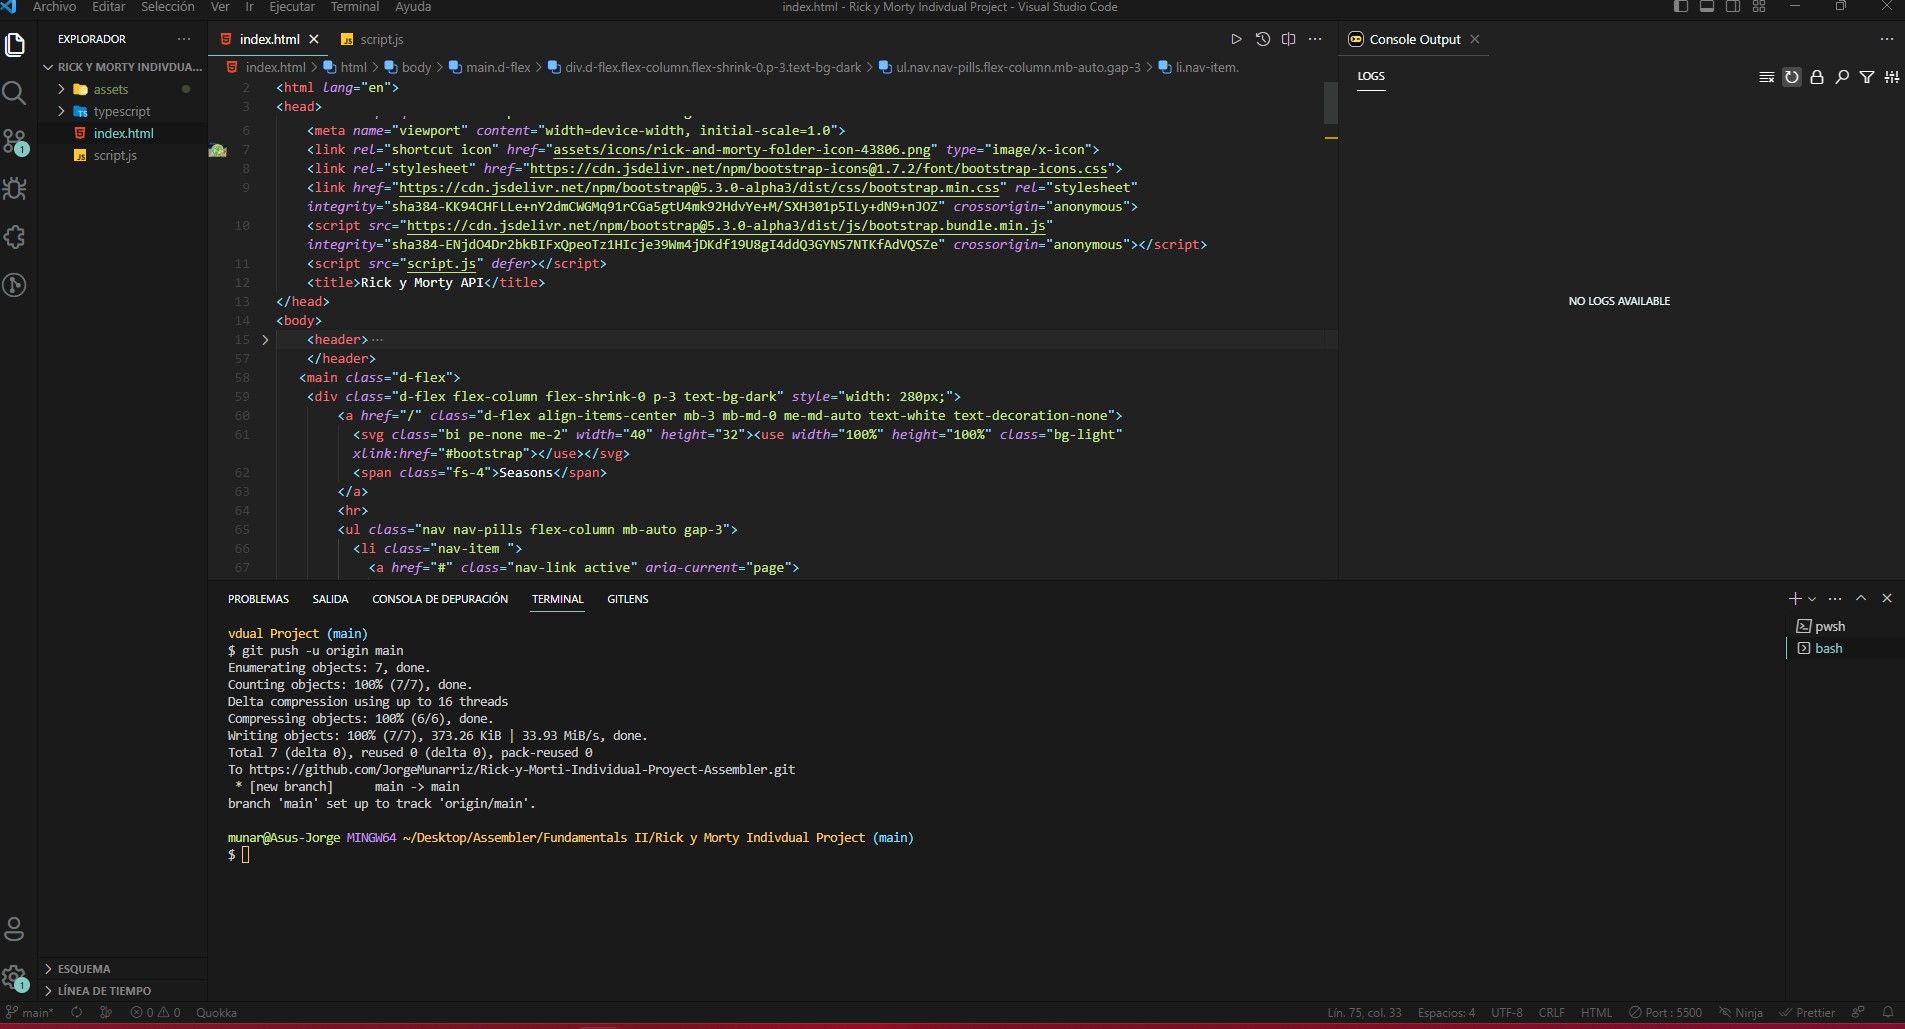 Archivo Editar Selección Ver Ir Ejecutar Terminal Ayuda
index.html - Rick y Morty Indivdual Project - Visual Studio Code
EXPLORADOR
RICK Y MORTY INDIVDUA...
assets
typescript
index.html
script.js
index.html
script.js
index.html > html > body > main.d-flex > div.d-flex.flex-column.flex-shrink-0.p-3.text-bg-dark > ul.nav.nav-pills.flex-column.mb-auto.gap-3 > li.nav-item.
2 <html lang="en">
3 <head>
6 <meta name="viewport" content="width=device-width, initial-scale=1.0">
7 <link rel="shortcut icon" href="assets/icons/rick-and-morty-folder-icon-43806.png" type="image/x-icon">
8 <link rel="stylesheet" href="https://cdn.jsdelivr.net/npm/bootstrap-icons@1.7.2/font/bootstrap-icons.css">
9 <link href="https://cdn.jsdelivr.net/npm/bootstrap@5.3.0-alpha3/dist/css/bootstrap.min.css" rel="stylesheet"
integrity="sha384-KK94CHFLLe+nY2dmCWGMq91rCGa5gtU4mk92HdvYe+M/SXH301p5ILy+dN9+nJOZ" crossorigin="anonymous">
10 <script src="https://cdn.jsdelivr.net/npm/bootstrap@5.3.0-alpha3/dist/js/bootstrap.bundle.min.js"
integrity="sha384-ENjdO4Dr2bkBIFxQpeoTz1HIcje39Wm4jDKdf19U8gI4ddQ3GYNS7NTKfAdVQSZe" crossorigin="anonymous"></script>
11 <script src="script.js" defer></script>
12 <title>Rick y Morty API</title>
13 </head>
14 <body>
15 <header>···
57 </header>
58 <main class="d-flex">
59 <div class="d-flex flex-column flex-shrink-0 p-3 text-bg-dark" style="width: 280px;">
60 <a href="/" class="d-flex align-items-center mb-3 mb-md-0 me-md-auto text-white text-decoration-none">
61 <svg class="bi pe-none me-2" width="40" height="32"><use width="100%" height="100%" class="bg-light"
xlink:href="#bootstrap"></use></svg>
62 <span class="fs-4">Seasons</span>
63 </a>
64 <hr>
65 <ul class="nav nav-pills flex-column mb-auto gap-3">
66 <li class="nav-item ">
67 <a href="#" class="nav-link active" aria-current="page">
Console Output
LOGS
NO LOGS AVAILABLE
PROBLEMAS SALIDA CONSOLA DE DEPURACIÓN TERMINAL GITLENS
vdual Project (main)
$ git push -u origin main
Enumerating objects: 7, done.
Counting objects: 100% (7/7), done.
Delta compression using up to 16 threads
Compressing objects: 100% (6/6), done.
Writing objects: 100% (7/7), 373.26 KiB | 33.93 MiB/s, done.
Total 7 (delta 0), reused 0 (delta 0), pack-reused 0
To https://github.com/JorgeMunarriz/Rick-y-Morti-Individual-Proyect-Assembler.git
* [new branch] main -> main
branch 'main' set up to track 'origin/main'.
munar@Asus-Jorge MINGW64 ~/Desktop/Assembler/Fundamentals II/Rick y Morty Indivdual Project (main)
$
pwsh
bash
1
1
ESQUEMA
LÍNEA DE TIEMPO
main* 0 0 Quokka
Lín. 75, col. 33 Espacios: 4 UTF-8 CRLF HTML Port : 5500 Ninja Prettier